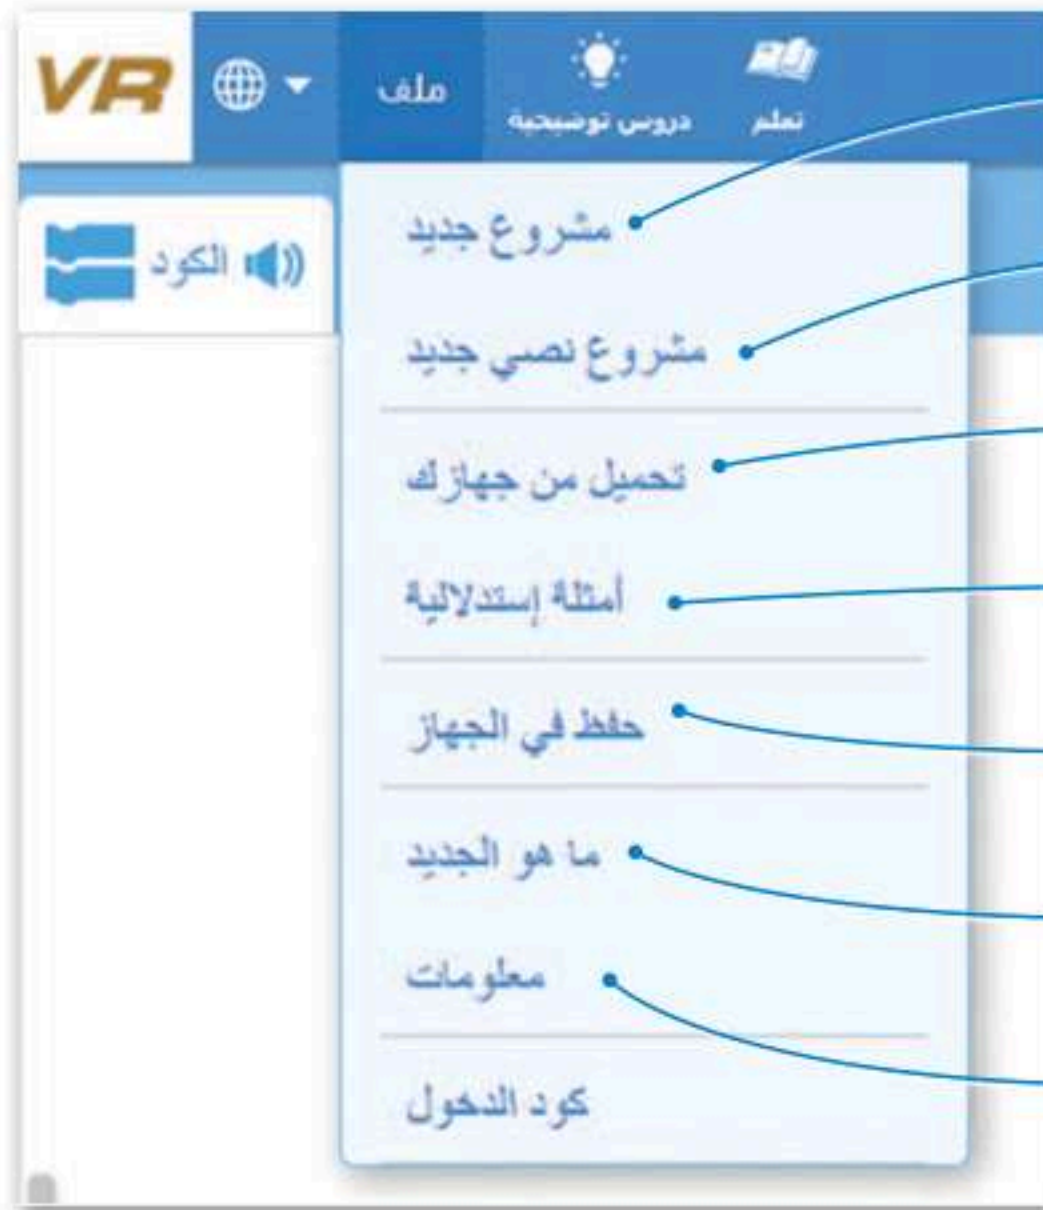 VR
ملف
دروس توضيحية
تعلم
الكود
مشروع جديد
مشروع نصي جديد
تحميل من جهازك
أمثلة إستدلالية
حفظ في الجهاز
ما هو الجديد
معلومات
كود الدخول